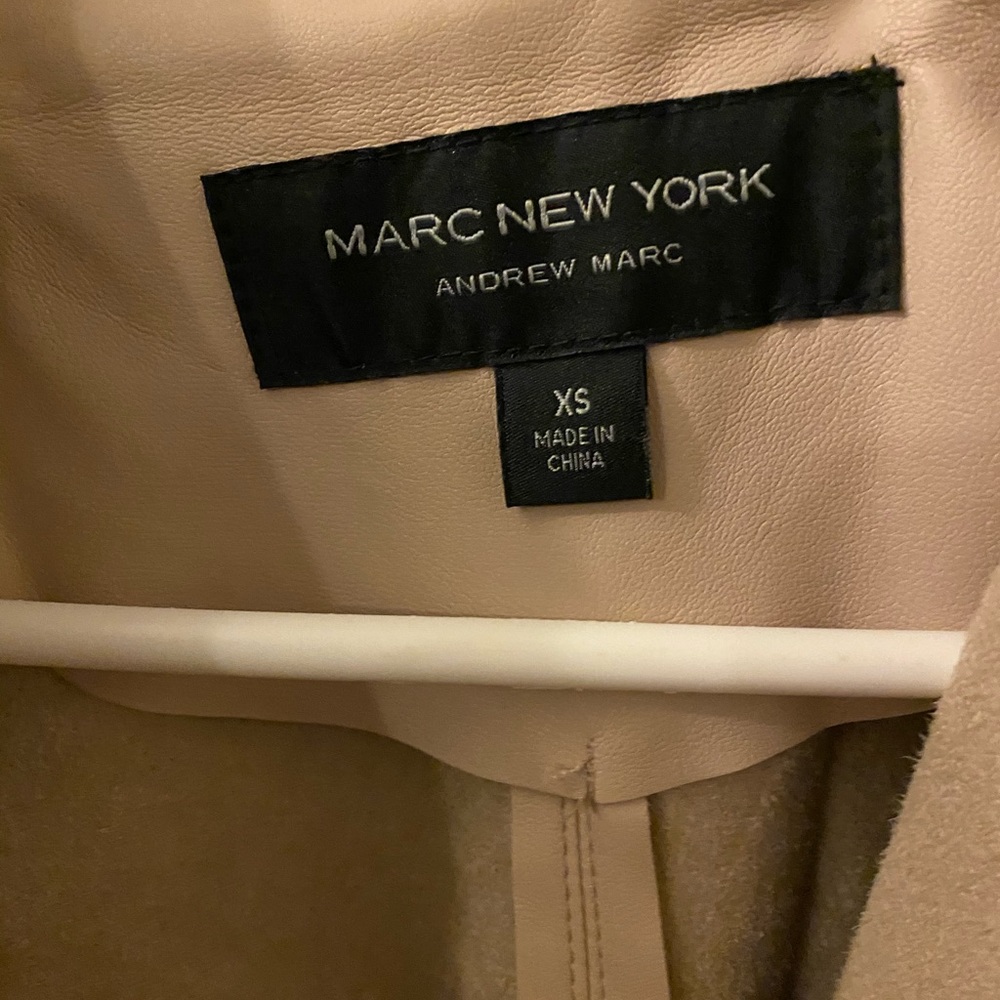 MARC NEW YORK
ANDREW MARC
XS
MADE IN
CHINA